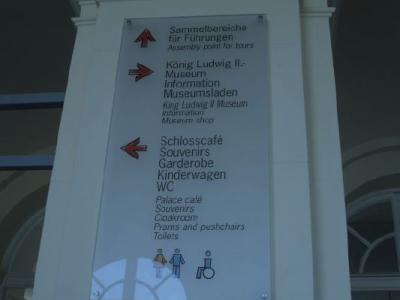 Sammelbereiche
für Führungen
Assembly point for tours
König Ludwig II.-
Museum
Information
Museumsladen
King Ludwig II Museum
Information
Museum shop
Schlosscafé
Souvenirs
Garderobe
Kinderwagen
WC
Palace café
Souvenirs
Cloakroom
Prams and pushchairs
Toilets